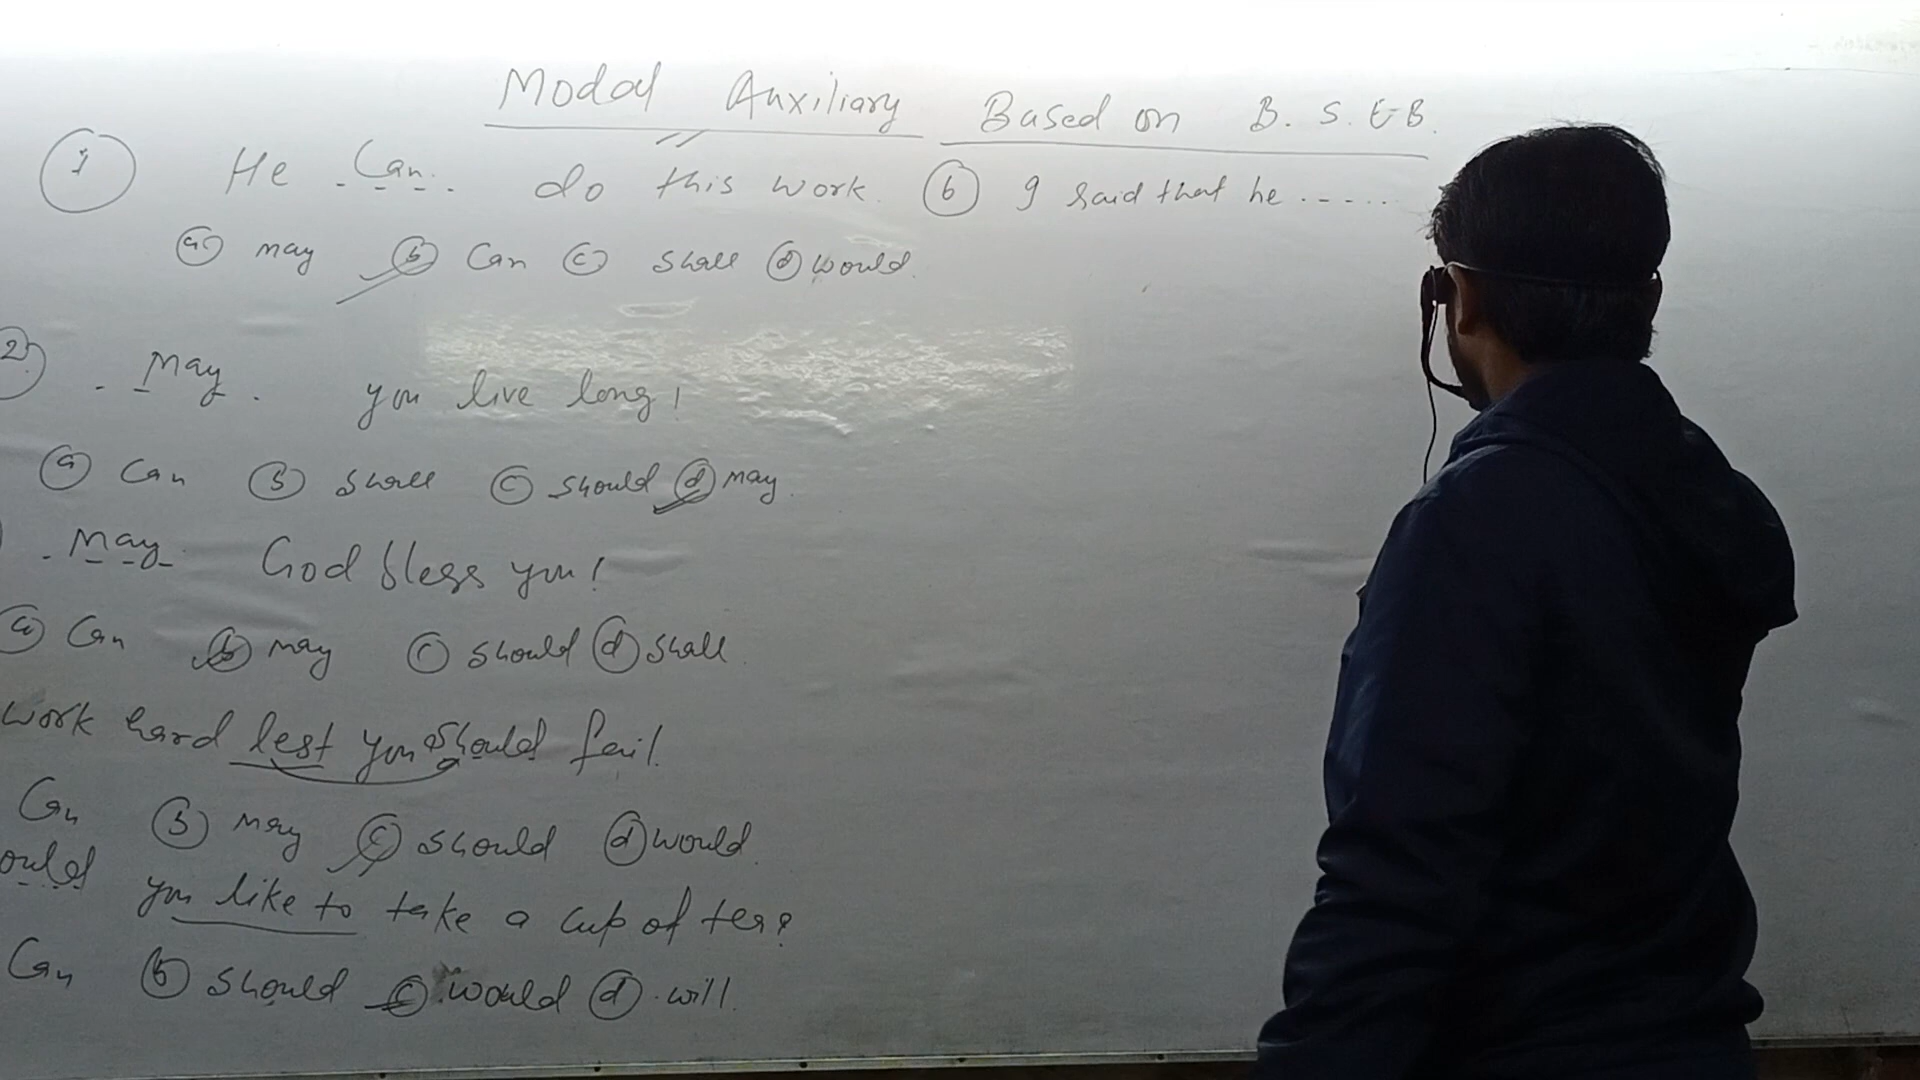 Modal Auxiliary Based on B. S. E B.
1 He .Can. do this work.
a may b Can c shall d would.
2 . May . you live long!
a Can b shall c should d may.
. May. God bless you!
a Can b may c should d shall
work hard lest you should fail.
Can b may c should d would.
ould you like to take a cup of tea?
Can b should c would d will.
6 I said that he ......